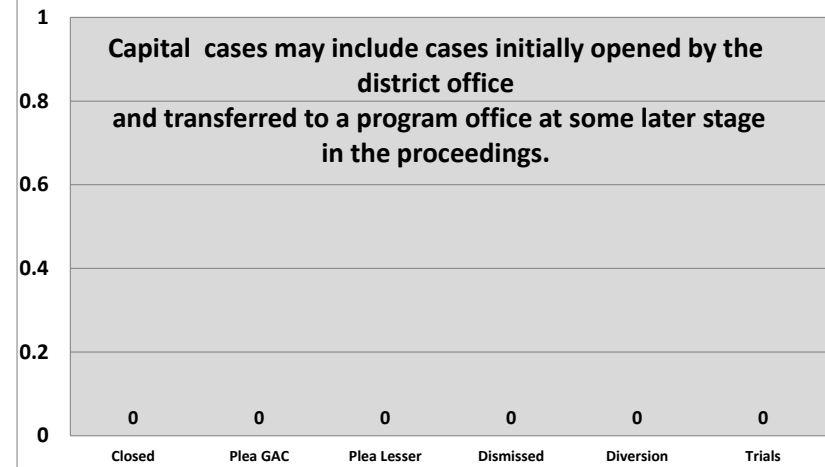 1
Capital cases may include cases initially opened by the
district office
0.8
and transferred to a program office at some later stage
in the proceedings.
0.6
0.4
0.2
0 0 0 0 0 0
0
Closed Plea GAC Plea Lesser Dismissed Diversion Trials